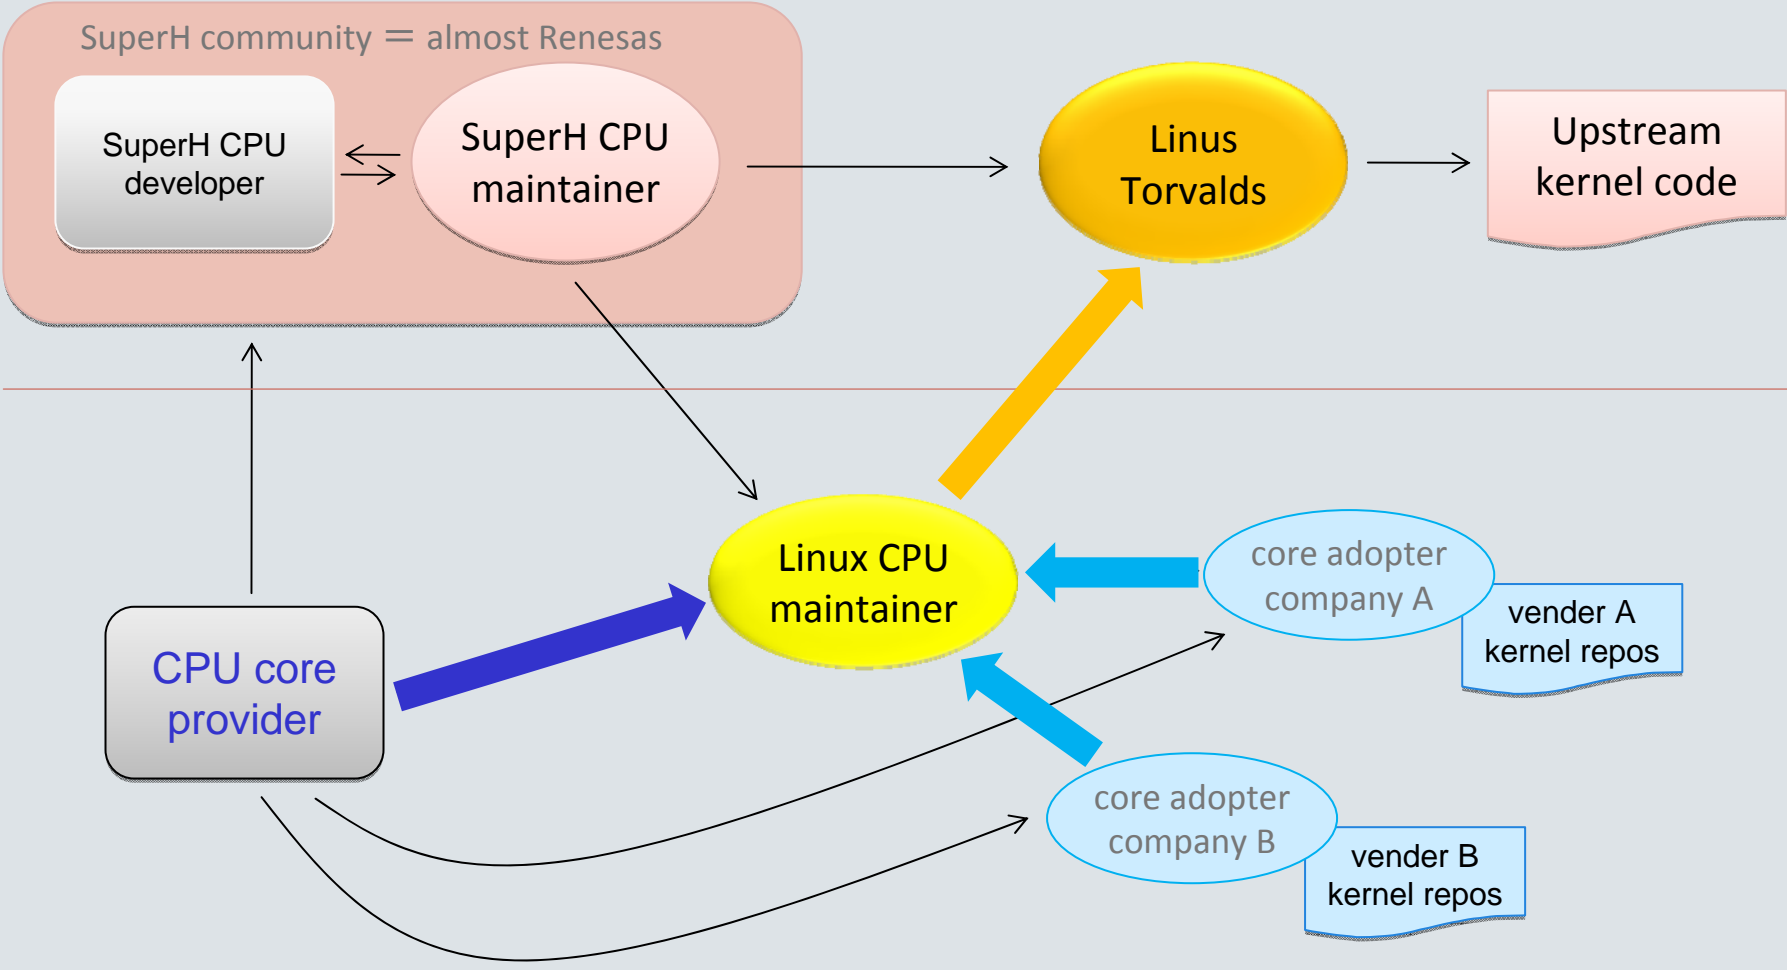 SuperH community = almost Renesas
SuperH CPU
developer
SuperH CPU
maintainer
Linus
Torvalds
Upstream
kernel code
Linux CPU
maintainer
core adopter
company A
vender A
kernel repos
CPU core
provider
core adopter
company B
vender B
kernel repos